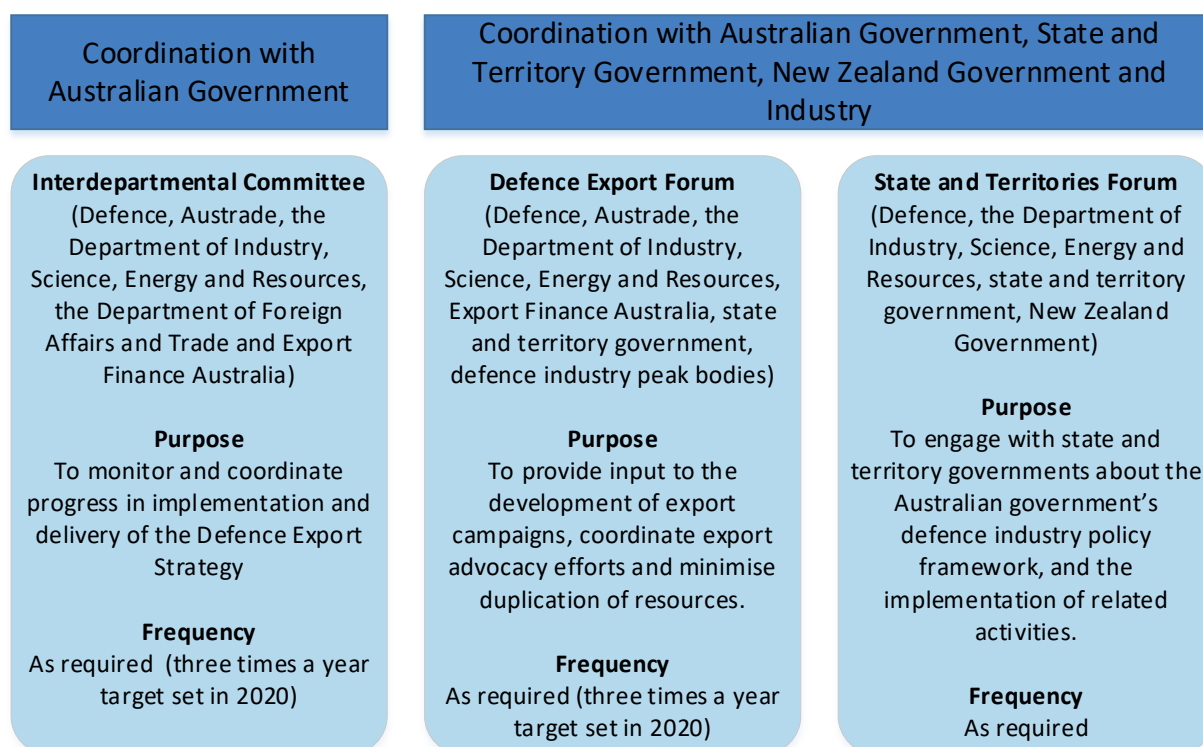 Coordination with
Australian Government
Coordination with Australian Government, State and
Territory Government, New Zealand Government and
Industry
Interdepartmental Committee
(Defence, Austrade, the
Department of Industry,
Science, Energy and Resources,
the Department of Foreign
Affairs and Trade and Export
Finance Australia)
Purpose
To monitor and coordinate
progress in implementation and
delivery of the Defence Export
Strategy
Frequency
As required (three times a year
target set in 2020)
Defence Export Forum
(Defence, Austrade, the
Department of Industry,
Science, Energy and Resources,
Export Finance Australia, state
and territory government,
defence industry peak bodies)
Purpose
To provide input to the
development of export
campaigns, coordinate export
advocacy efforts and minimise
duplication of resources.
Frequency
As required (three times a year
target set in 2020)
State and Territories Forum
(Defence, the Department of
Industry, Science, Energy and
Resources, state and territory
government, New Zealand
Government)
Purpose
To engage with state and
territory governments about the
Australian government’s
defence industry policy
framework, and the
implementation of related
activities.
Frequency
As required